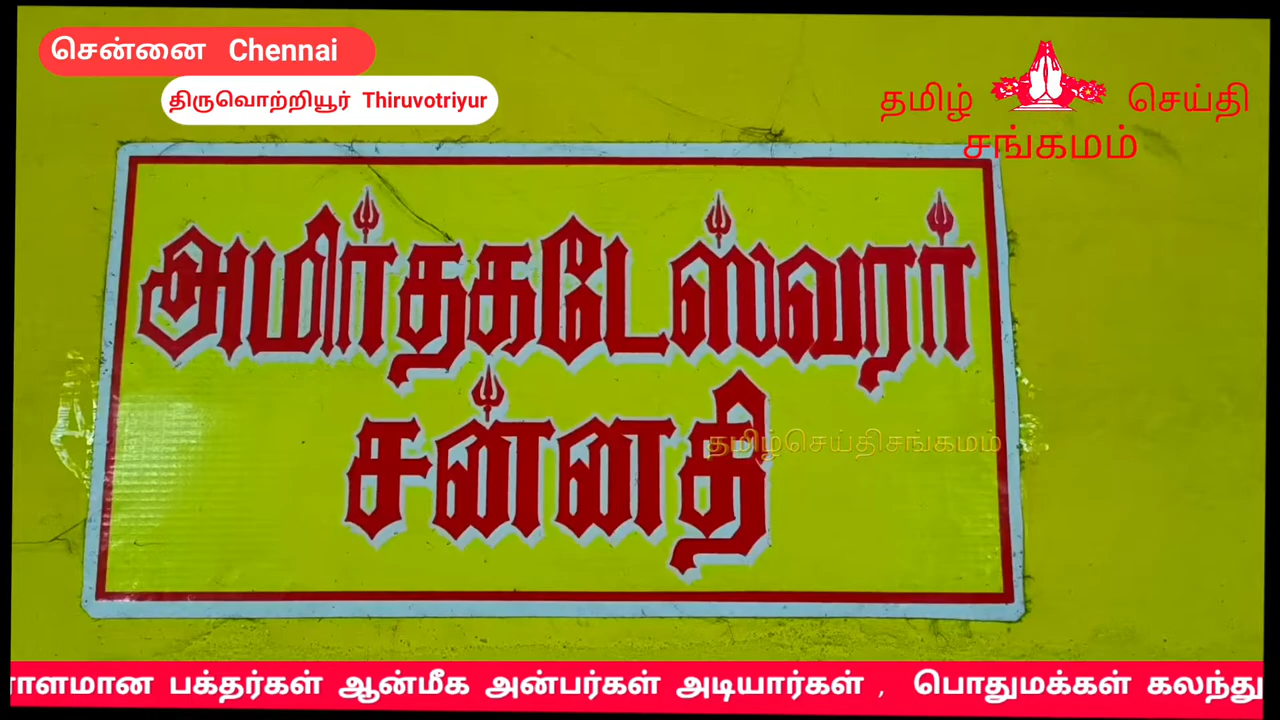 சென்னை Chennai
திருவொற்றியூர் Thiruvotriyur
தமிழ் செய்தி
சங்கமம்
அமிர்தகடேஸ்வரர்
சன்னதி
தமிழ்செய்திசங்கமம்
ராளமான பக்தர்கள் ஆன்மீக அன்பர்கள் அடியார்கள் , பொதுமக்கள் கலந்து